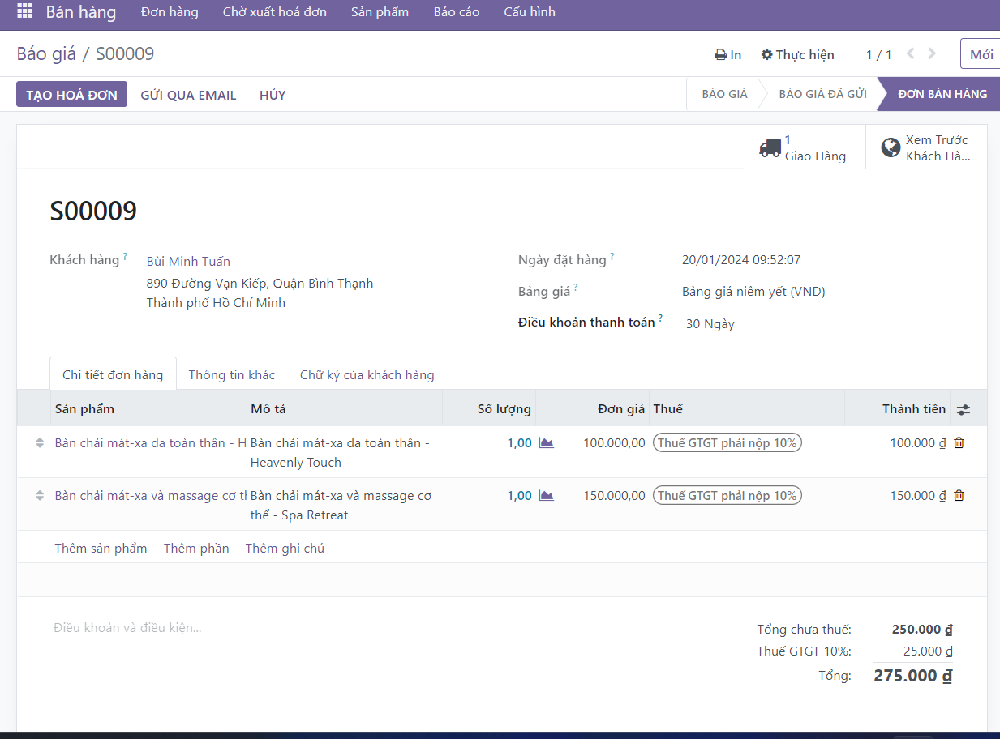 Bán hàng Đơn hàng Chờ xuất hoá đơn Sản phẩm Báo cáo Cấu hình
Báo giá / S00009 In Thực hiện 1 / 1 Mới
TẠO HOÁ ĐƠN GỬI QUA EMAIL HỦY BÁO GIÁ BÁO GIÁ ĐÃ GỬI ĐƠN BÁN HÀNG
1 Xem Trước
Giao Hàng Khách Hà...
S00009
Khách hàng ? Bùi Minh Tuấn Ngày đặt hàng ? 20/01/2024 09:52:07
890 Đường Vạn Kiếp, Quận Bình Thạnh Bảng giá ? Bảng giá niêm yết (VND)
Thành phố Hồ Chí Minh
Điều khoản thanh toán ? 30 Ngày
Chi tiết đơn hàng Thông tin khác Chữ ký của khách hàng
Sản phẩm Mô tả Số lượng Đơn giá Thuế Thành tiền
Bàn chải mát-xa da toàn thân - H Bàn chải mát-xa da toàn thân - 1,00 100.000,00 Thuế GTGT phải nộp 10% 100.000 ₫
Heavenly Touch
Bàn chải mát-xa và massage cơ th Bàn chải mát-xa và massage cơ 1,00 150.000,00 Thuế GTGT phải nộp 10% 150.000 ₫
thể - Spa Retreat
Thêm sản phẩm Thêm phần Thêm ghi chú
Điều khoản và điều kiện... Tổng chưa thuế: 250.000 ₫
Thuế GTGT 10%: 25.000 ₫
Tổng: 275.000 ₫